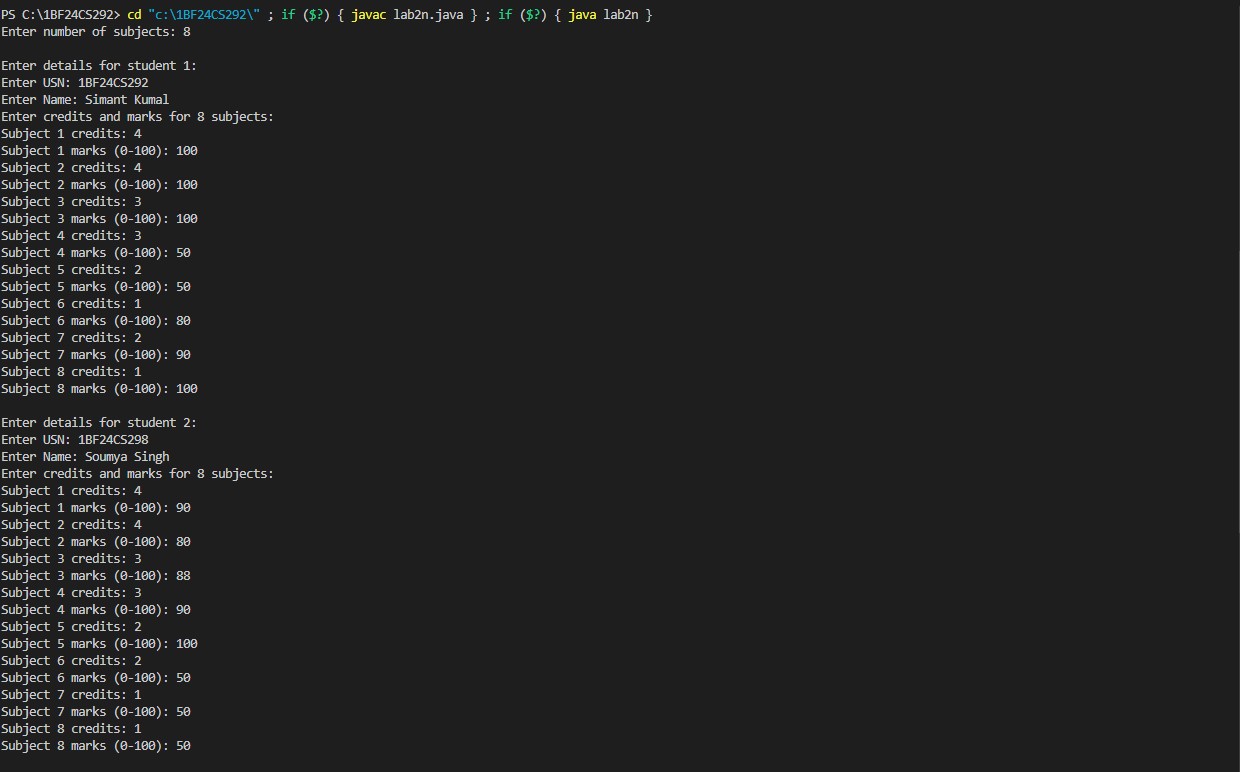 PS C:\1BF24CS292> cd "c:\1BF24CS292\" ; if ($?) { javac lab2n.java } ; if ($?) { java lab2n }
Enter number of subjects: 8
Enter details for student 1:
Enter USN: 1BF24CS292
Enter Name: Simant Kumal
Enter credits and marks for 8 subjects:
Subject 1 credits: 4
Subject 1 marks (0-100): 100
Subject 2 credits: 4
Subject 2 marks (0-100): 100
Subject 3 credits: 3
Subject 3 marks (0-100): 100
Subject 4 credits: 3
Subject 4 marks (0-100): 50
Subject 5 credits: 2
Subject 5 marks (0-100): 50
Subject 6 credits: 1
Subject 6 marks (0-100): 80
Subject 7 credits: 2
Subject 7 marks (0-100): 90
Subject 8 credits: 1
Subject 8 marks (0-100): 100
Enter details for student 2:
Enter USN: 1BF24CS298
Enter Name: Soumya Singh
Enter credits and marks for 8 subjects:
Subject 1 credits: 4
Subject 1 marks (0-100): 90
Subject 2 credits: 4
Subject 2 marks (0-100): 80
Subject 3 credits: 3
Subject 3 marks (0-100): 88
Subject 4 credits: 3
Subject 4 marks (0-100): 90
Subject 5 credits: 2
Subject 5 marks (0-100): 100
Subject 6 credits: 2
Subject 6 marks (0-100): 50
Subject 7 credits: 1
Subject 7 marks (0-100): 50
Subject 8 credits: 1
Subject 8 marks (0-100): 50